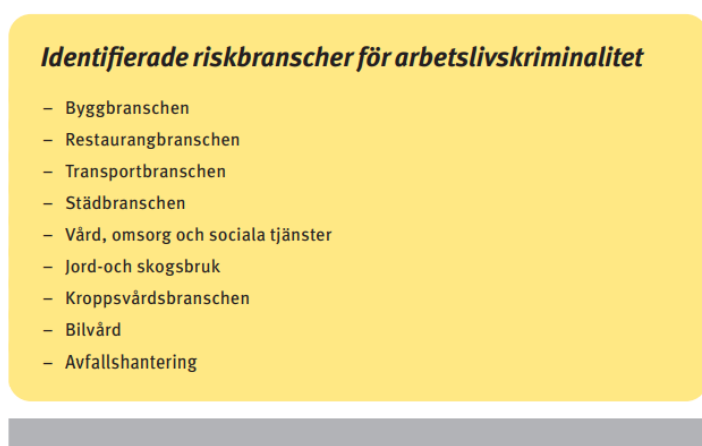 Identifierade riskbranscher för arbetslivskriminalitet
– Byggbranschen
– Restaurangbranschen
– Transportbranschen
– Städbranschen
– Vård, omsorg och sociala tjänster
– Jord-och skogsbruk
– Kroppsvårdsbranschen
– Bilvård
– Avfallshantering